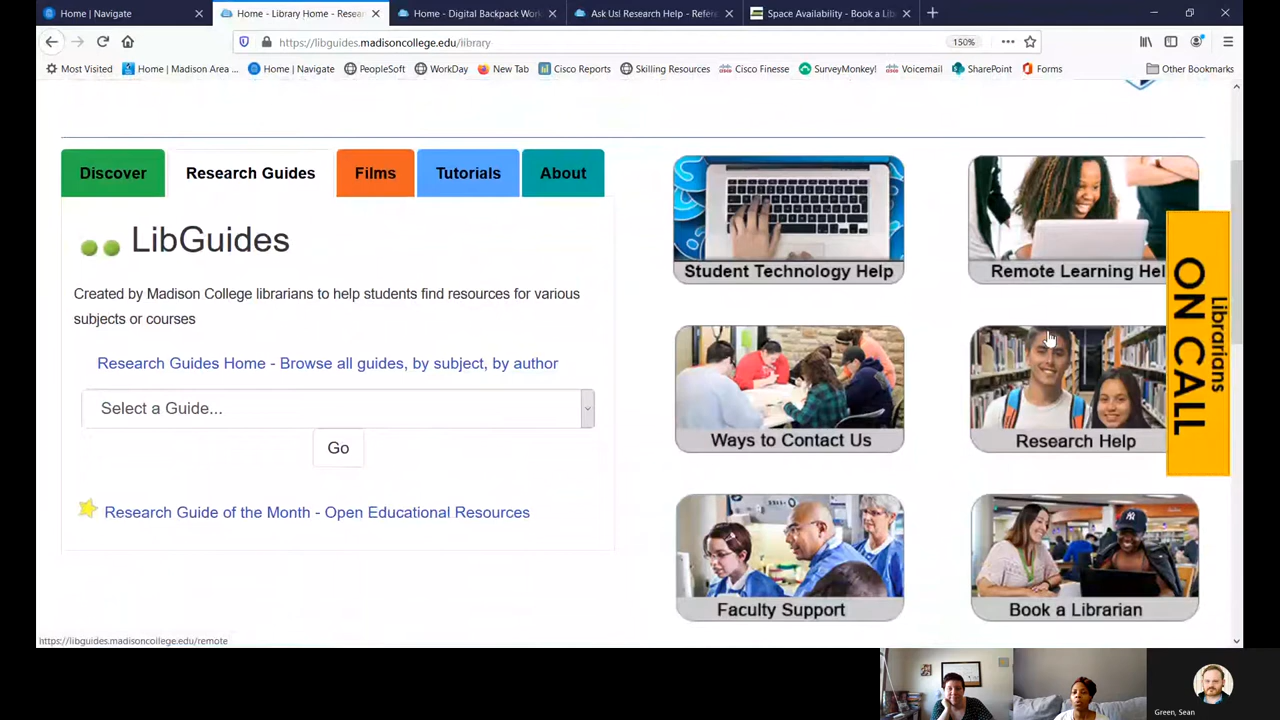 Home | Navigate
Home - Library Home - Resear
Home - Digital Backpack Work
Ask Us! Research Help - Refere
Space Availability - Book a Lib
https://libguides.madisoncollege.edu/library
150%
Most Visited
Home | Madison Area ...
Home | Navigate
PeopleSoft
WorkDay
New Tab
Cisco Reports
Skilling Resources
Cisco Finesse
SurveyMonkey!
Voicemail
SharePoint
Forms
Other Bookmarks
Discover
Research Guides
Films
Tutorials
About
LibGuides
Created by Madison College librarians to help students find resources for various
subjects or courses
Research Guides Home - Browse all guides, by subject, by author
Select a Guide...
Go
Research Guide of the Month - Open Educational Resources
Student Technology Help
Remote Learning Hel
Ways to Contact Us
Research Help
Faculty Support
Book a Librarian
Librarians
ON CALL
https://libguides.madisoncollege.edu/remote
Green, Sean